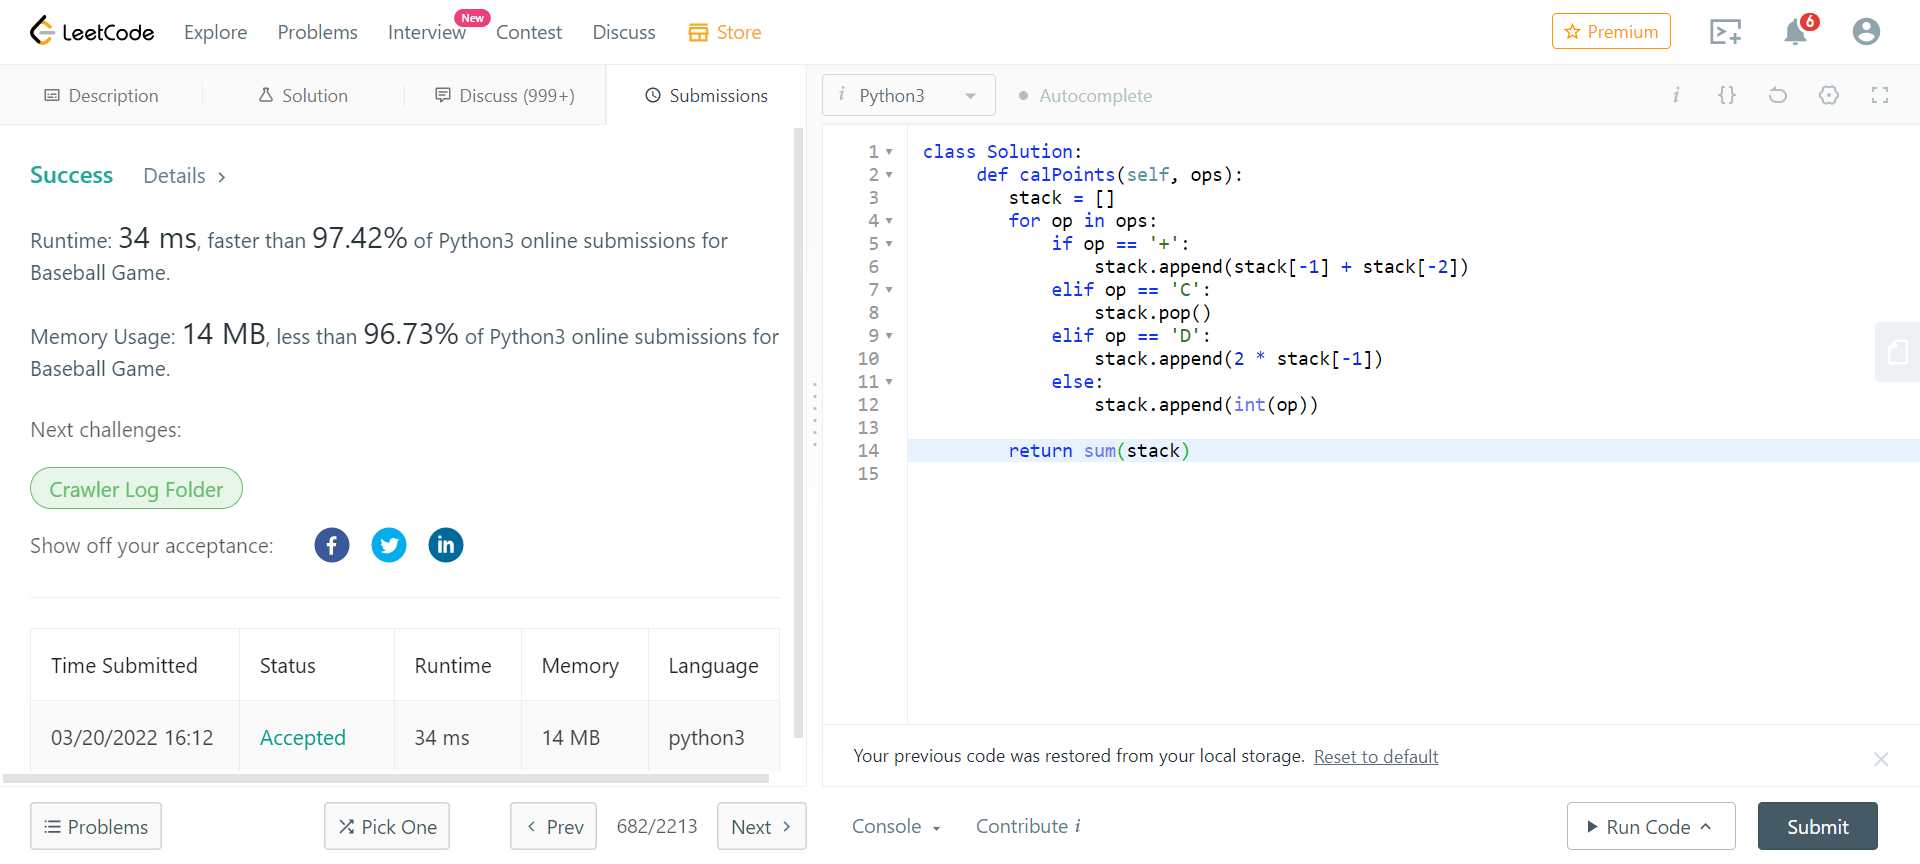 LeetCode
Explore
Problems
Interview
New
Contest
Discuss
Store
Premium
6
Description
Solution
Discuss (999+)
Submissions
i Python3
Autocomplete
i
{}
Success
Details
Runtime: 34 ms, faster than 97.42% of Python3 online submissions for
Baseball Game.
Memory Usage: 14 MB, less than 96.73% of Python3 online submissions for
Baseball Game.
Next challenges:
Crawler Log Folder
Show off your acceptance:
f
in
Time Submitted Status Runtime Memory Language
03/20/2022 16:12 Accepted 34 ms 14 MB python3
1 class Solution:
2 def calPoints(self, ops):
3 stack = []
4 for op in ops:
5 if op == '+':
6 stack.append(stack[-1] + stack[-2])
7 elif op == 'C':
8 stack.pop()
9 elif op == 'D':
10 stack.append(2 * stack[-1])
11 else:
12 stack.append(int(op))
13
14 return sum(stack)
15
Your previous code was restored from your local storage. Reset to default
Problems
Pick One
Prev
682/2213
Next
Console
Contribute i
Run Code
Submit